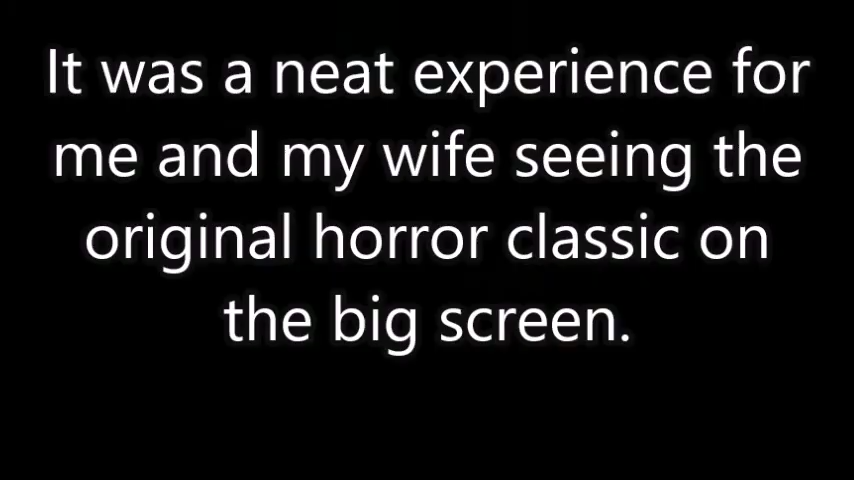 It was a neat experience for
me and my wife seeing the
original horror classic on
the big screen.